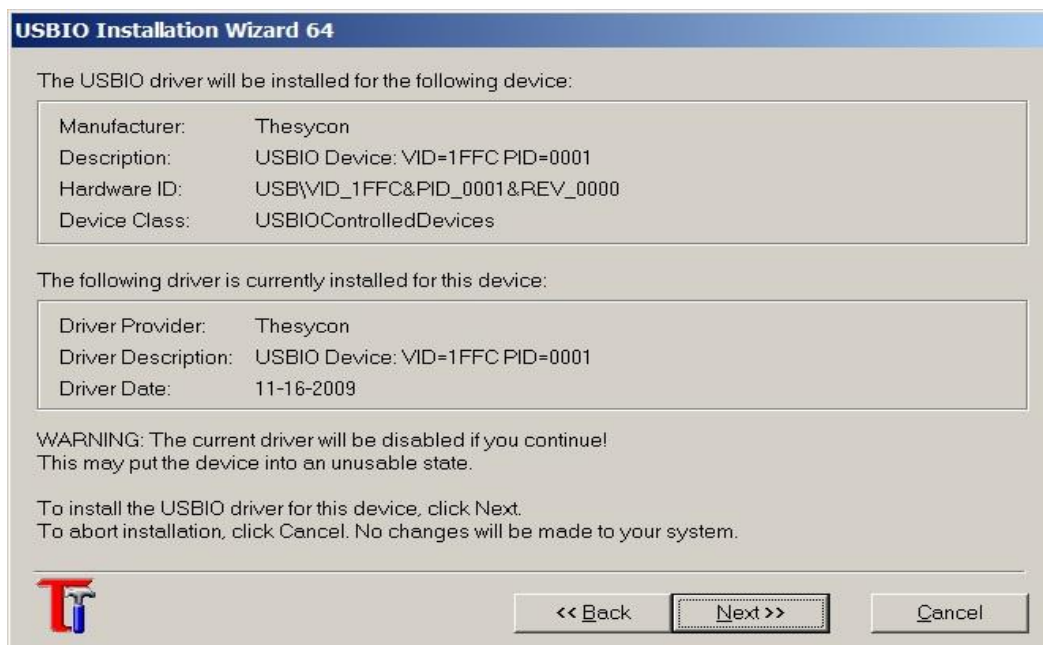 USBIO Installation Wizard 64
The USBIO driver will be installed for the following device:
Manufacturer: Thesycon
Description: USBIO Device: VID=1FFC PID=0001
Hardware ID: USB\VID_1FFC&PID_0001&REV_0000
Device Class: USBIOControlledDevices
The following driver is currently installed for this device:
Driver Provider: Thesycon
Driver Description: USBIO Device: VID=1FFC PID=0001
Driver Date: 11-16-2009
WARNING: The current driver will be disabled if you continue!
This may put the device into an unusable state.
To install the USBIO driver for this device, click Next.
To abort installation, click Cancel. No changes will be made to your system.
<< Back Next >> Cancel